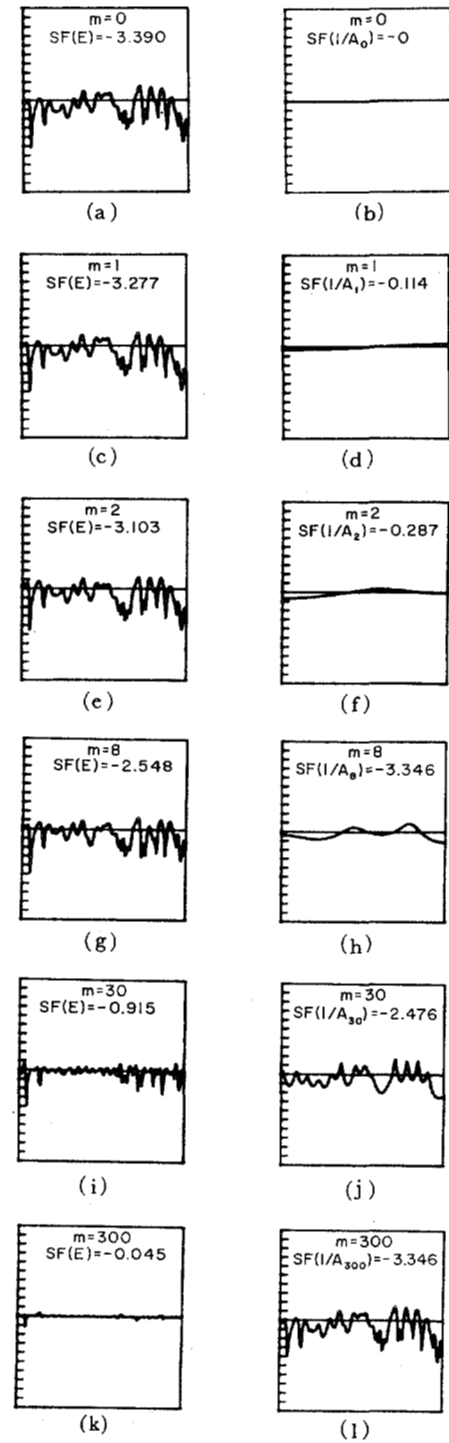 m=0
SF(E)=-3.390
(a)
m=0
SF(1/A0)=-0
(b)
m=1
SF(E)=-3.277
(c)
m=1
SF(1/A1)=-0.114
(d)
m=2
SF(E)=-3.103
(e)
m=2
SF(1/A2)=-0.287
(f)
m=8
SF(E)=-2.548
(g)
m=8
SF(1/A8)=-3.346
(h)
m=30
SF(E)=-0.915
(i)
m=30
SF(1/A30)=-2.476
(j)
m=300
SF(E)=-0.045
(k)
m=300
SF(1/A300)=-3.346
(l)